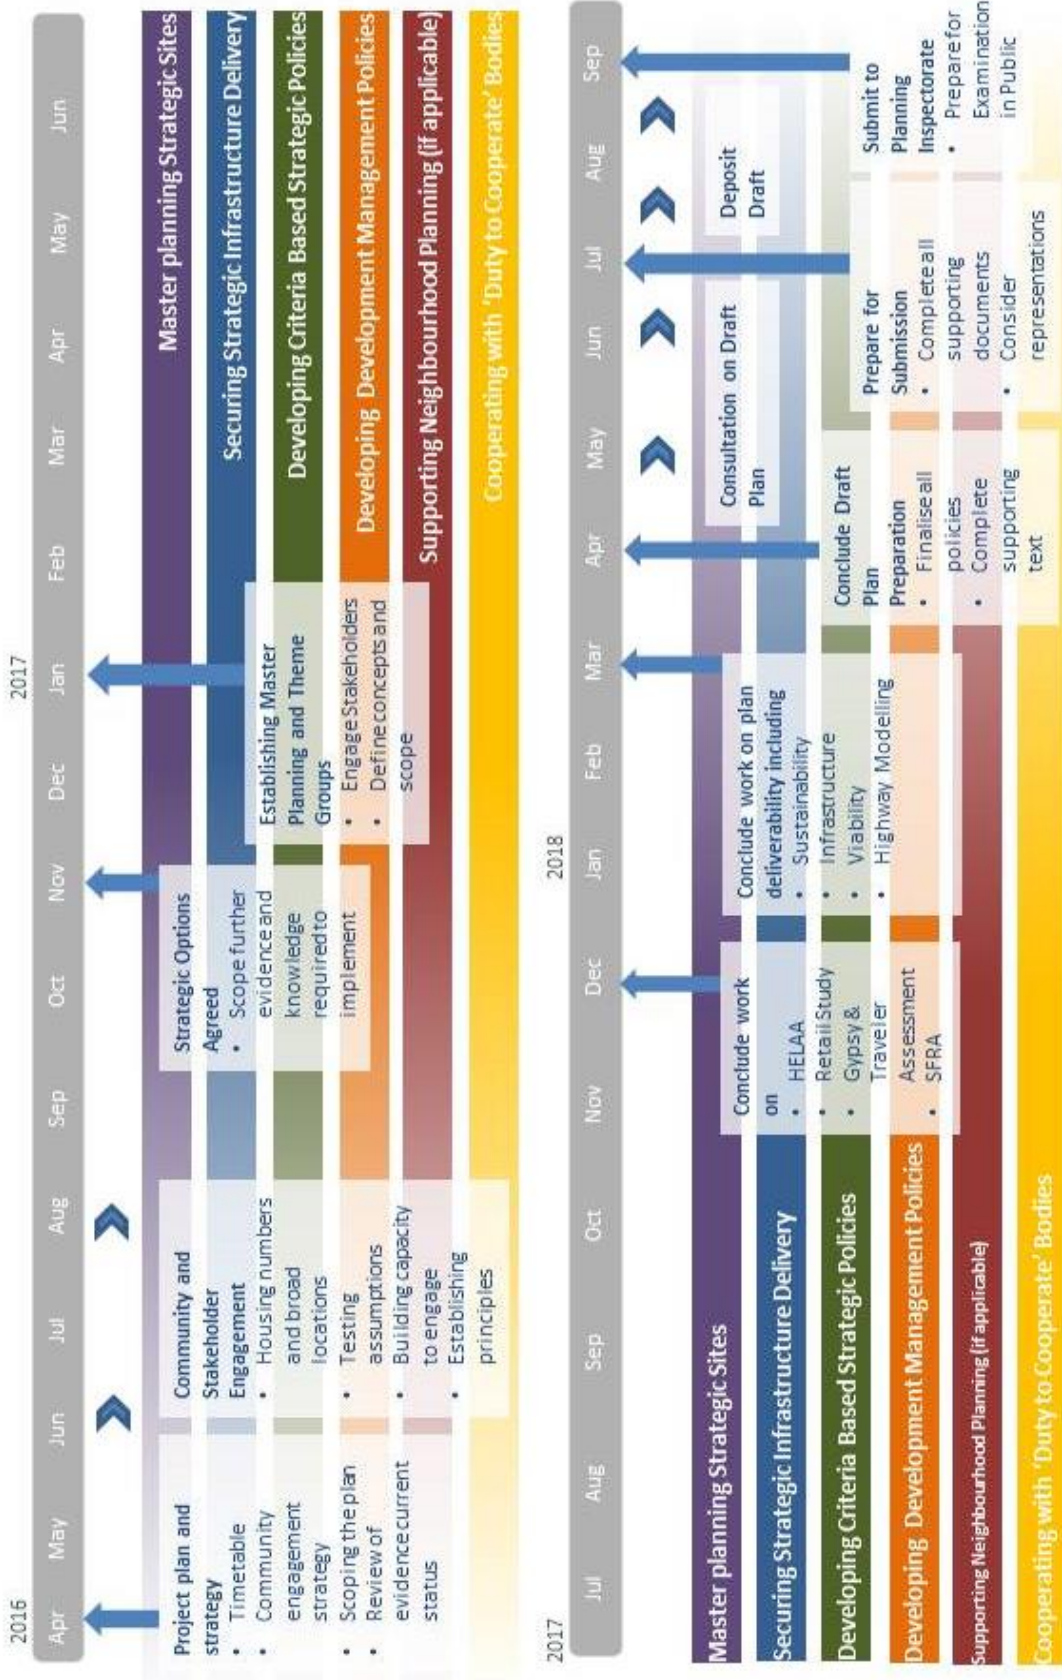 2016
2017
Apr
May
Jun
Jul
Aug
Sep
Oct
Nov
Dec
Jan
Feb
Mar
Apr
May
Jun
Project plan and
strategy
• Timetable
• Community
engagement
strategy
• Scoping the plan
• Review of
evidence current
status
Community and
Stakeholder
Engagement
• Housing numbers
and broad
locations
• Testing
assumptions
• Building capacity
to engage
• Establishing
principles
Strategic Options
Agreed
• Scope further
evidence and
knowledge
required to
implement
Establishing Master
Planning and Theme
Groups
• Engage Stakeholders
• Define concepts and
scope
Master planning Strategic Sites
Securing Strategic Infrastructure Delivery
Developing Criteria Based Strategic Policies
Developing Development Management Policies
Supporting Neighbourhood Planning (if applicable)
Cooperating with 'Duty to Cooperate' Bodies
2017
2018
Jul
Aug
Sep
Oct
Nov
Dec
Jan
Feb
Mar
Apr
May
Jun
Jul
Aug
Sep
Master planning Strategic Sites
Securing Strategic Infrastructure Delivery
Developing Criteria Based Strategic Policies
Developing Development Management Policies
Supporting Neighbourhood Planning (if applicable)
Cooperating with 'Duty to Cooperate' Bodies
Conclude work
on
• HELAA
• Retail Study
• Gypsy &
Traveler
Assessment
• SFRA
Conclude work on plan
deliverability including
• Sustainability
• Infrastructure
• Viability
• Highway Modelling
Conclude Draft
Plan
Preparation
• Finalise all
policies
• Complete
supporting
text
Consultation on Draft
Plan
Prepare for
Submission
• Complete all
supporting
documents
• Consider
representations
Deposit
Draft
Submit to
Planning
Inspectorate
• Prepare for
Examination
in Public